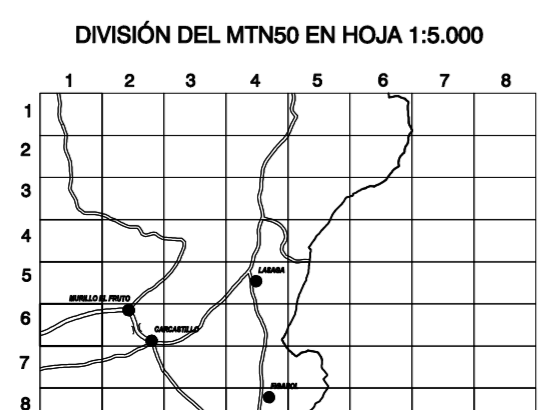 DIVISIÓN DEL MTN50 EN HOJA 1:5.000
1 2 3 4 5 6 7 8
1
2
3
4
5
LASAGA
MURILLO EL FRUTO
6
CARCASTILLO
7
8
FIGAROL